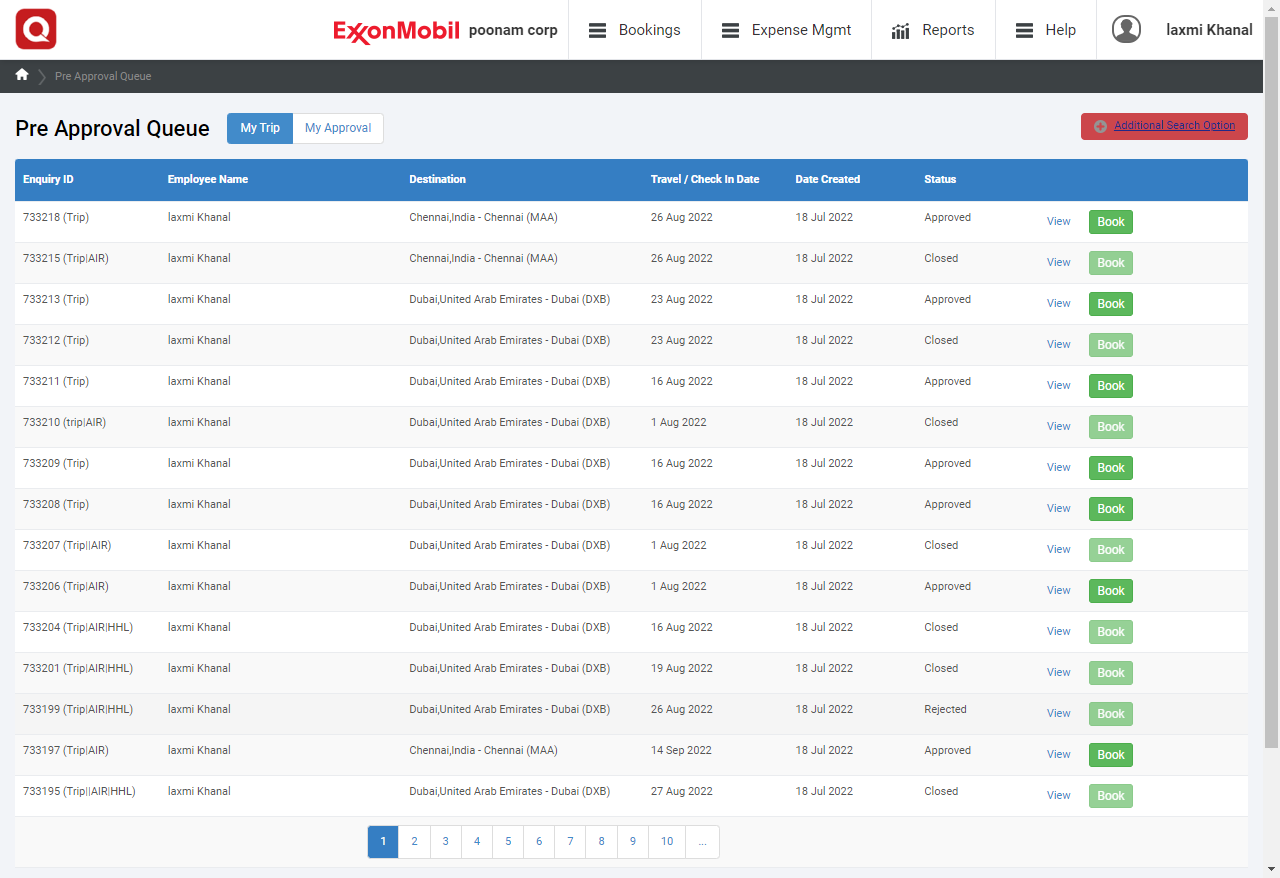 Q ExxonMobil poonam corp Bookings Expense Mgmt Reports Help laxmi Khanal
Pre Approval Queue
Pre Approval Queue My Trip My Approval Additional Search Option
Enquiry ID Employee Name Destination Travel / Check In Date Date Created Status
733218 (Trip) laxmi Khanal Chennai,India - Chennai (MAA) 26 Aug 2022 18 Jul 2022 Approved View Book
733215 (Trip|AIR) laxmi Khanal Chennai,India - Chennai (MAA) 26 Aug 2022 18 Jul 2022 Closed View Book
733213 (Trip) laxmi Khanal Dubai,United Arab Emirates - Dubai (DXB) 23 Aug 2022 18 Jul 2022 Approved View Book
733212 (Trip) laxmi Khanal Dubai,United Arab Emirates - Dubai (DXB) 23 Aug 2022 18 Jul 2022 Closed View Book
733211 (Trip) laxmi Khanal Dubai,United Arab Emirates - Dubai (DXB) 16 Aug 2022 18 Jul 2022 Approved View Book
733210 (trip|AIR) laxmi Khanal Dubai,United Arab Emirates - Dubai (DXB) 1 Aug 2022 18 Jul 2022 Closed View Book
733209 (Trip) laxmi Khanal Dubai,United Arab Emirates - Dubai (DXB) 16 Aug 2022 18 Jul 2022 Approved View Book
733208 (Trip) laxmi Khanal Dubai,United Arab Emirates - Dubai (DXB) 16 Aug 2022 18 Jul 2022 Approved View Book
733207 (Trip||AIR) laxmi Khanal Dubai,United Arab Emirates - Dubai (DXB) 1 Aug 2022 18 Jul 2022 Closed View Book
733206 (Trip|AIR) laxmi Khanal Dubai,United Arab Emirates - Dubai (DXB) 1 Aug 2022 18 Jul 2022 Approved View Book
733204 (Trip|AIR|HHL) laxmi Khanal Dubai,United Arab Emirates - Dubai (DXB) 16 Aug 2022 18 Jul 2022 Closed View Book
733201 (Trip|AIR|HHL) laxmi Khanal Dubai,United Arab Emirates - Dubai (DXB) 19 Aug 2022 18 Jul 2022 Closed View Book
733199 (Trip|AIR|HHL) laxmi Khanal Dubai,United Arab Emirates - Dubai (DXB) 26 Aug 2022 18 Jul 2022 Rejected View Book
733197 (Trip|AIR) laxmi Khanal Chennai,India - Chennai (MAA) 14 Sep 2022 18 Jul 2022 Approved View Book
733195 (Trip||AIR|HHL) laxmi Khanal Dubai,United Arab Emirates - Dubai (DXB) 27 Aug 2022 18 Jul 2022 Closed View Book
1 2 3 4 5 6 7 8 9 10 ...